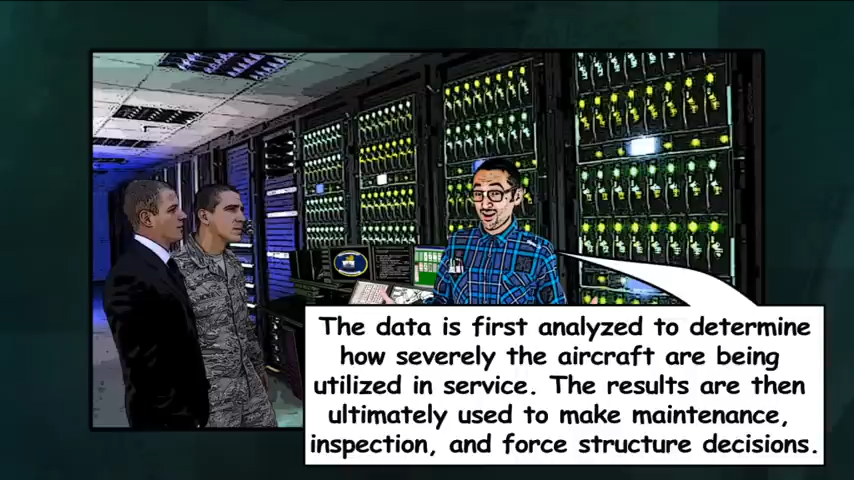 The data is first analyzed to determine
how severely the aircraft are being
utilized in service. The results are then
ultimately used to make maintenance,
inspection, and force structure decisions.